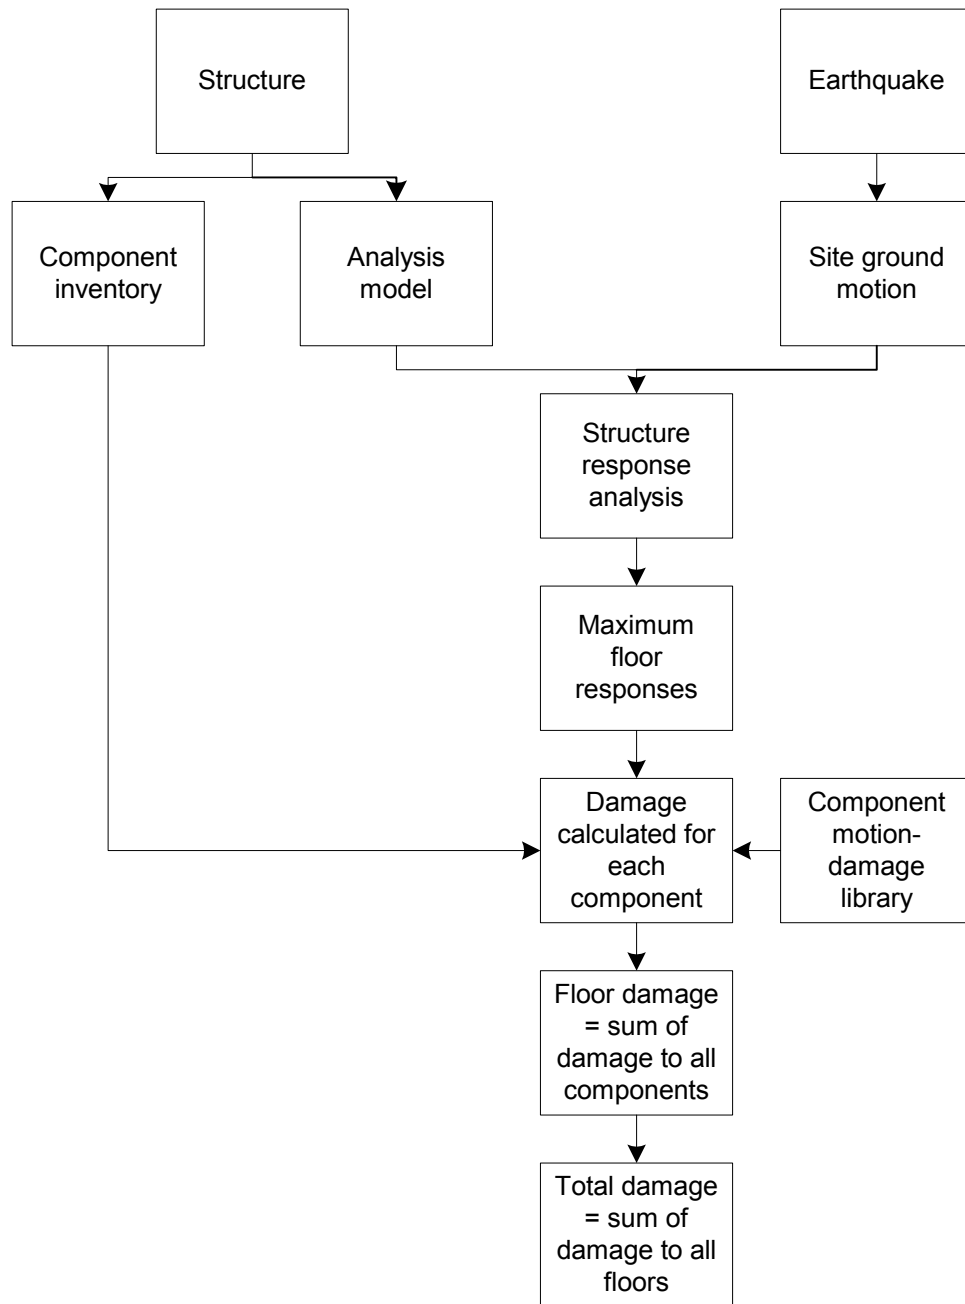 Structure
Earthquake
Component
inventory
Analysis
model
Site ground
motion
Structure
response
analysis
Maximum
floor
responses
Damage
calculated for
each
component
Component
motion-
damage
library
Floor damage
= sum of
damage to all
components
Total damage
= sum of
damage to all
floors